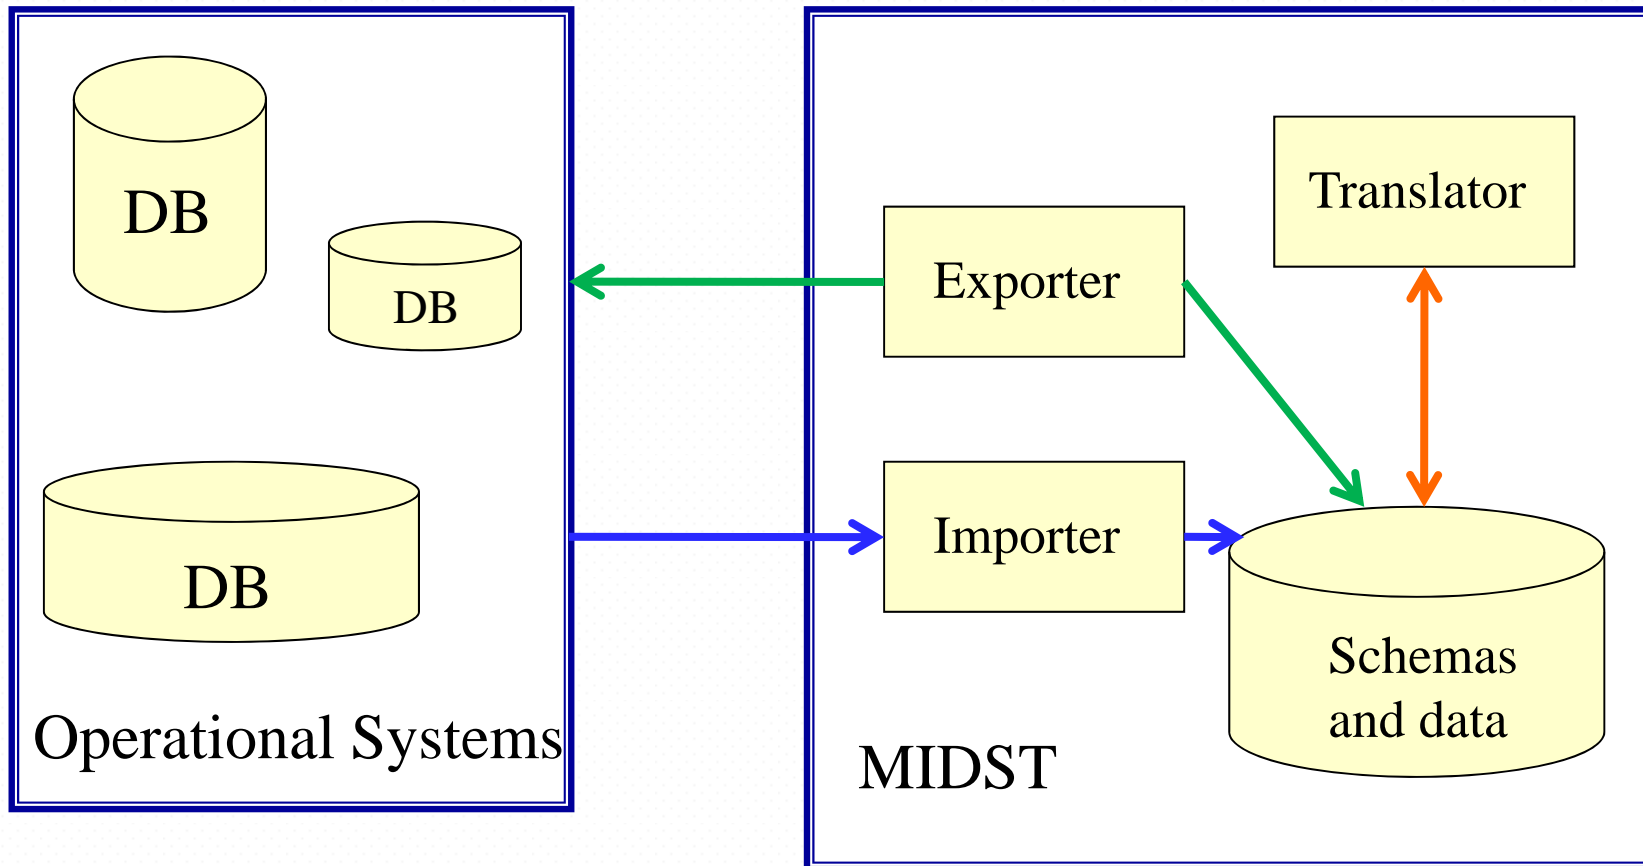 DB
DB
DB
Operational Systems
Translator
Exporter
Importer
Schemas
and data
MIDST